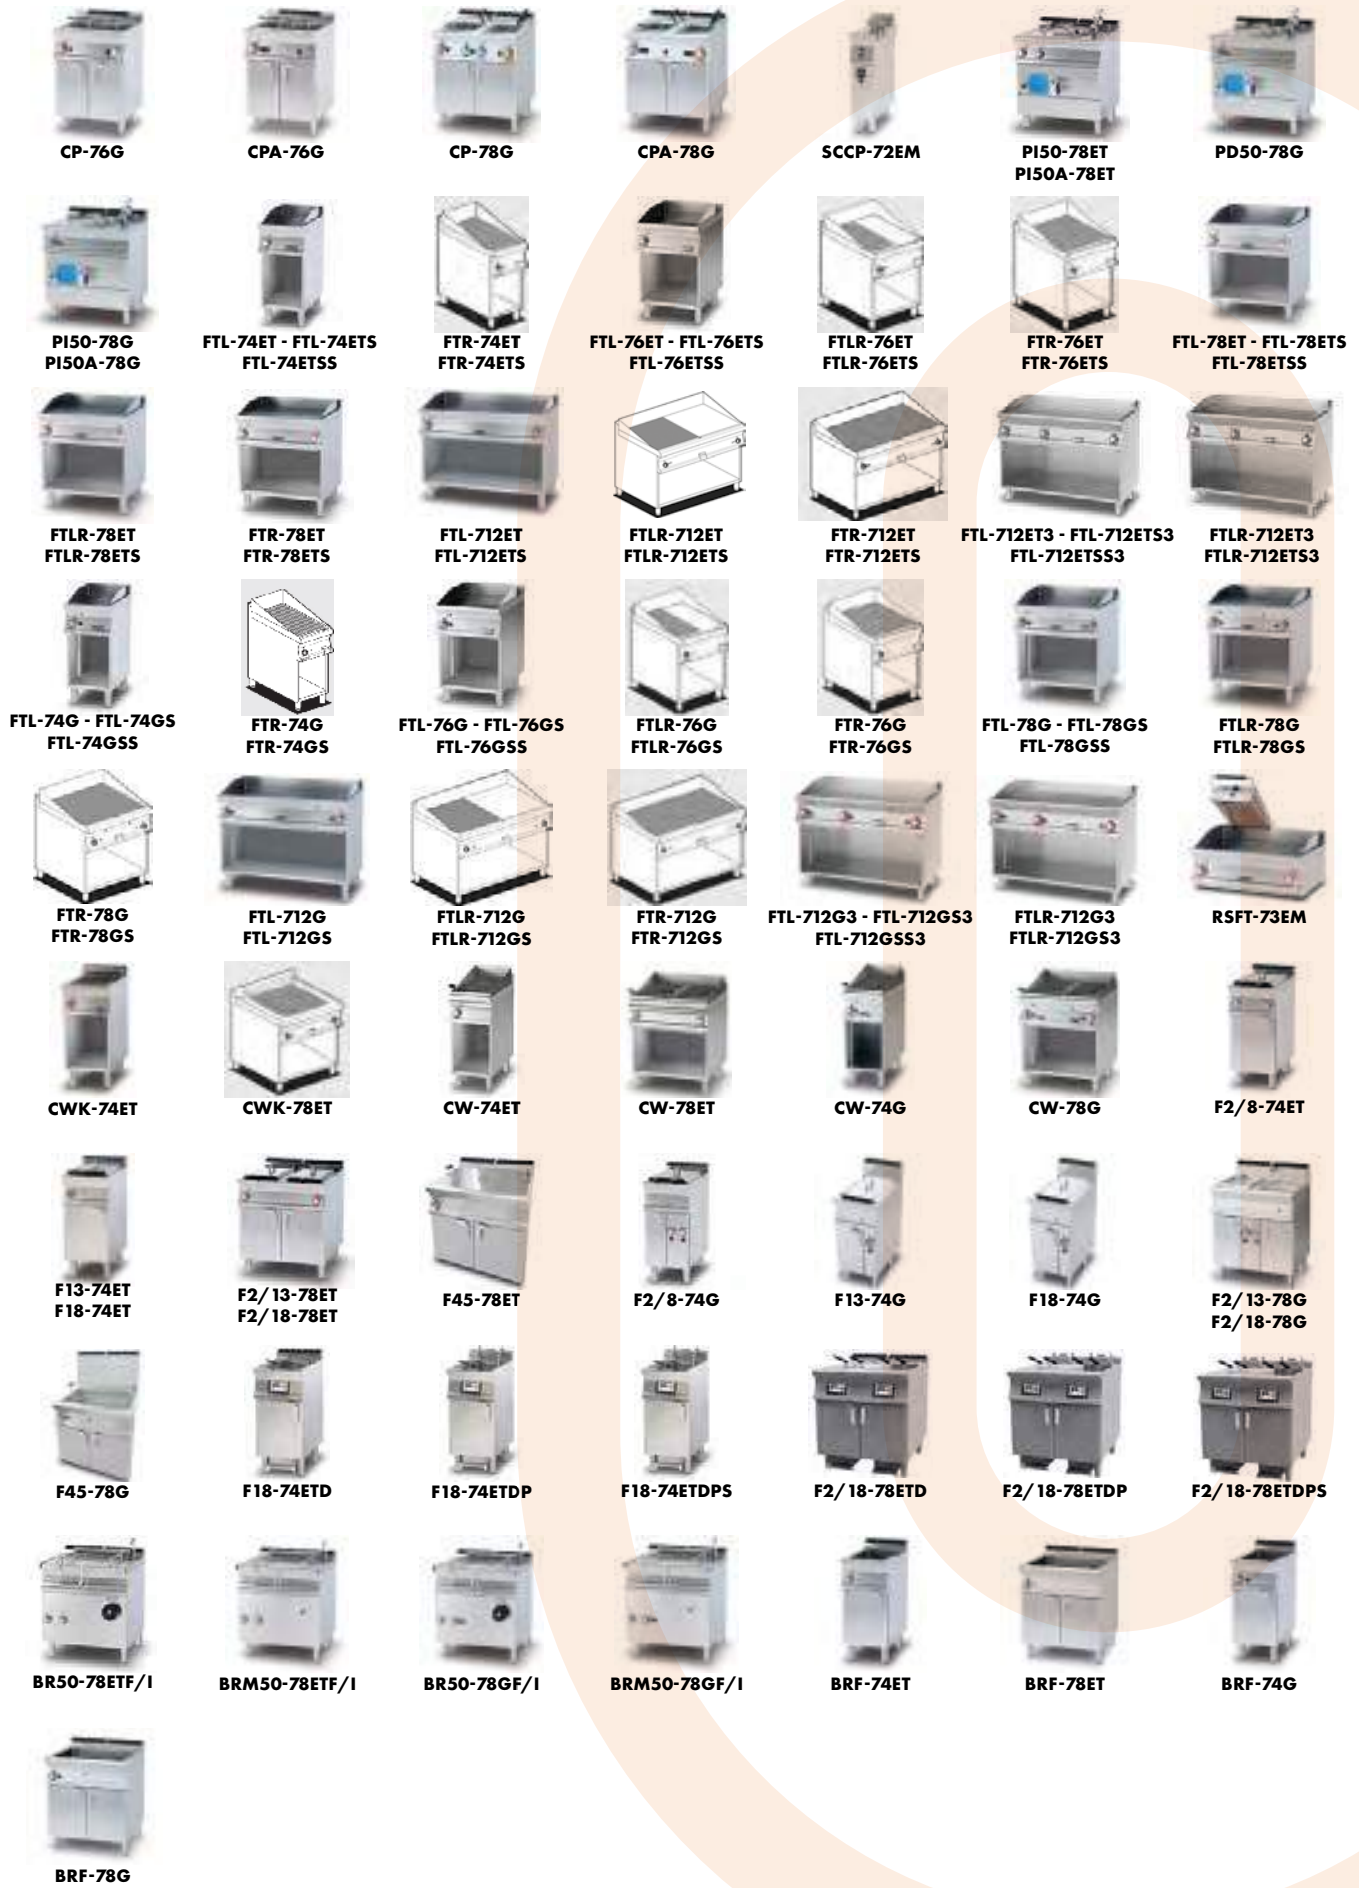 CP-76G
CPA-76G
CP-78G
CPA-78G
SCCP-72EM
PI50-78ET
PI50A-78ET
PD50-78G
PI50-78G
PI50A-78G
FTL-74ET - FTL-74ETS
FTL-74ETSS
FTR-74ET
FTR-74ETS
FTL-76ET - FTL-76ETS
FTL-76ETSS
FTLR-76ET
FTLR-76ETS
FTR-76ET
FTR-76ETS
FTL-78ET - FTL-78ETS
FTL-78ETSS
FTLR-78ET
FTLR-78ETS
FTR-78ET
FTR-78ETS
FTL-712ET
FTL-712ETS
FTLR-712ET
FTLR-712ETS
FTR-712ET
FTR-712ETS
FTL-712ET3 - FTL-712ETS3
FTL-712ETSS3
FTLR-712ET3
FTLR-712ETS3
FTL-74G - FTL-74GS
FTL-74GSS
FTR-74G
FTR-74GS
FTL-76G - FTL-76GS
FTL-76GSS
FTLR-76G
FTLR-76GS
FTR-76G
FTR-76GS
FTL-78G - FTL-78GS
FTL-78GSS
FTLR-78G
FTLR-78GS
FTR-78G
FTR-78GS
FTL-712G
FTL-712GS
FTLR-712G
FTLR-712GS
FTR-712G
FTR-712GS
FTL-712G3 - FTL-712GS3
FTL-712GSS3
FTLR-712G3
FTLR-712GS3
RSFT-73EM
CWK-74ET
CWK-78ET
CW-74ET
CW-78ET
CW-74G
CW-78G
F2/8-74ET
F13-74ET
F18-74ET
F2/13-78ET
F2/18-78ET
F45-78ET
F2/8-74G
F13-74G
F18-74G
F2/13-78G
F2/18-78G
F45-78G
F18-74ETD
F18-74ETDP
F18-74ETDPS
F2/18-78ETD
F2/18-78ETDP
F2/18-78ETDPS
BR50-78ETF/I
BRM50-78ETF/I
BR50-78GF/I
BRM50-78GF/I
BRF-74ET
BRF-78ET
BRF-74G
BRF-78G